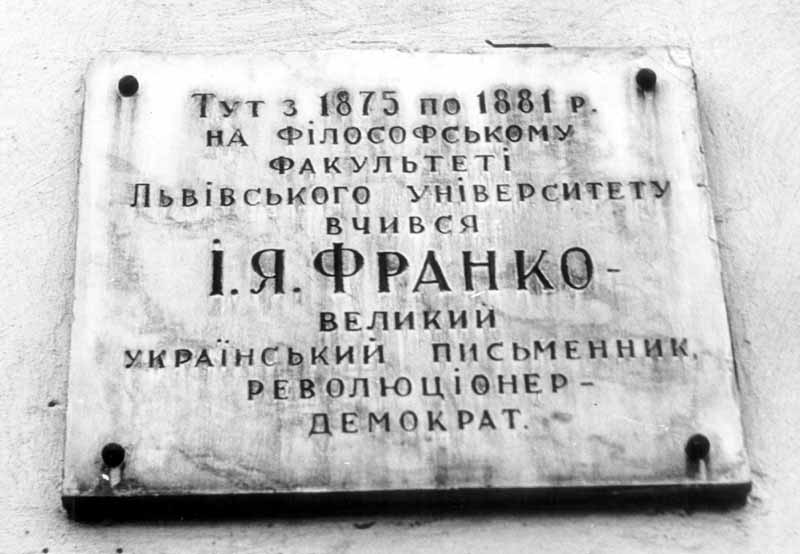 Тут з 1875 по 1881 р.
на філософському
факультеті
Львівського університету
вчився
І.Я.ФРАНКО-
великий
український письменник,
революціонер-
демократ.